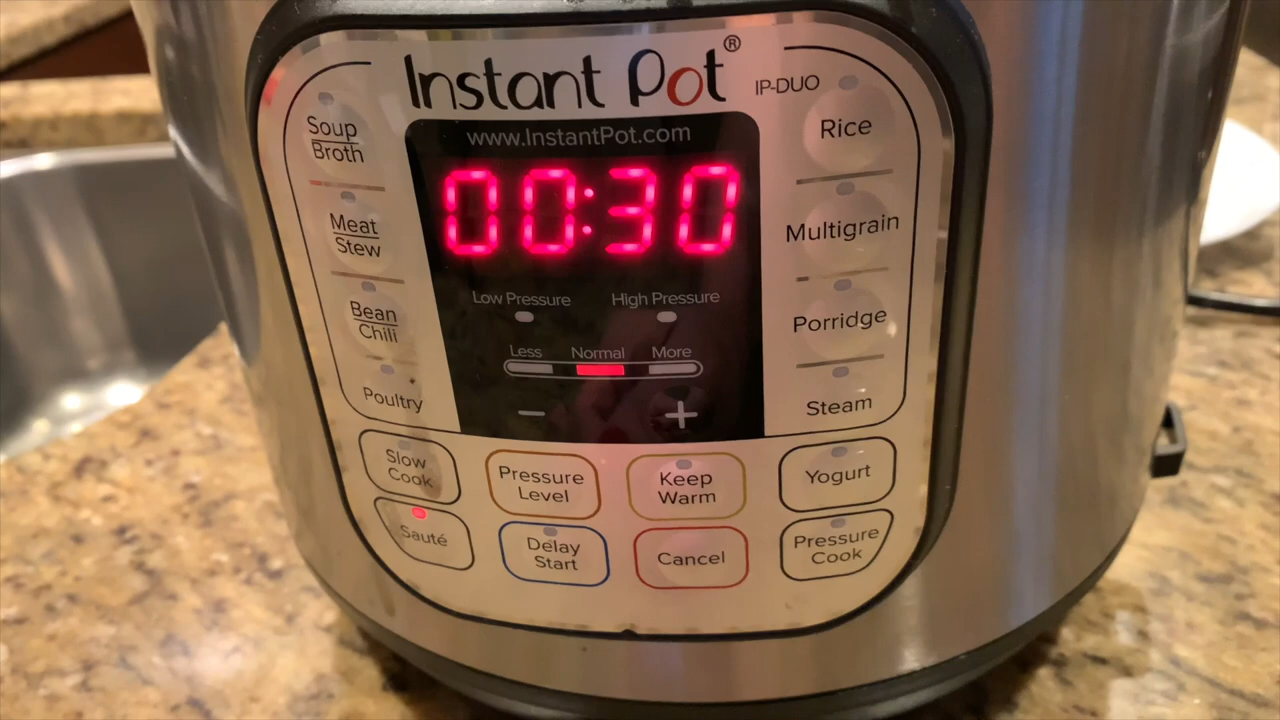 Instant Pot®
IP-DUO
www.InstantPot.com
00:30
Low Pressure
High Pressure
Less
Normal
More
−
+
Soup
Broth
Meat
Stew
Bean
Chili
Poultry
Rice
Multigrain
Porridge
Steam
Slow
Cook
Pressure
Level
Keep
Warm
Yogurt
Sauté
Delay
Start
Cancel
Pressure
Cook